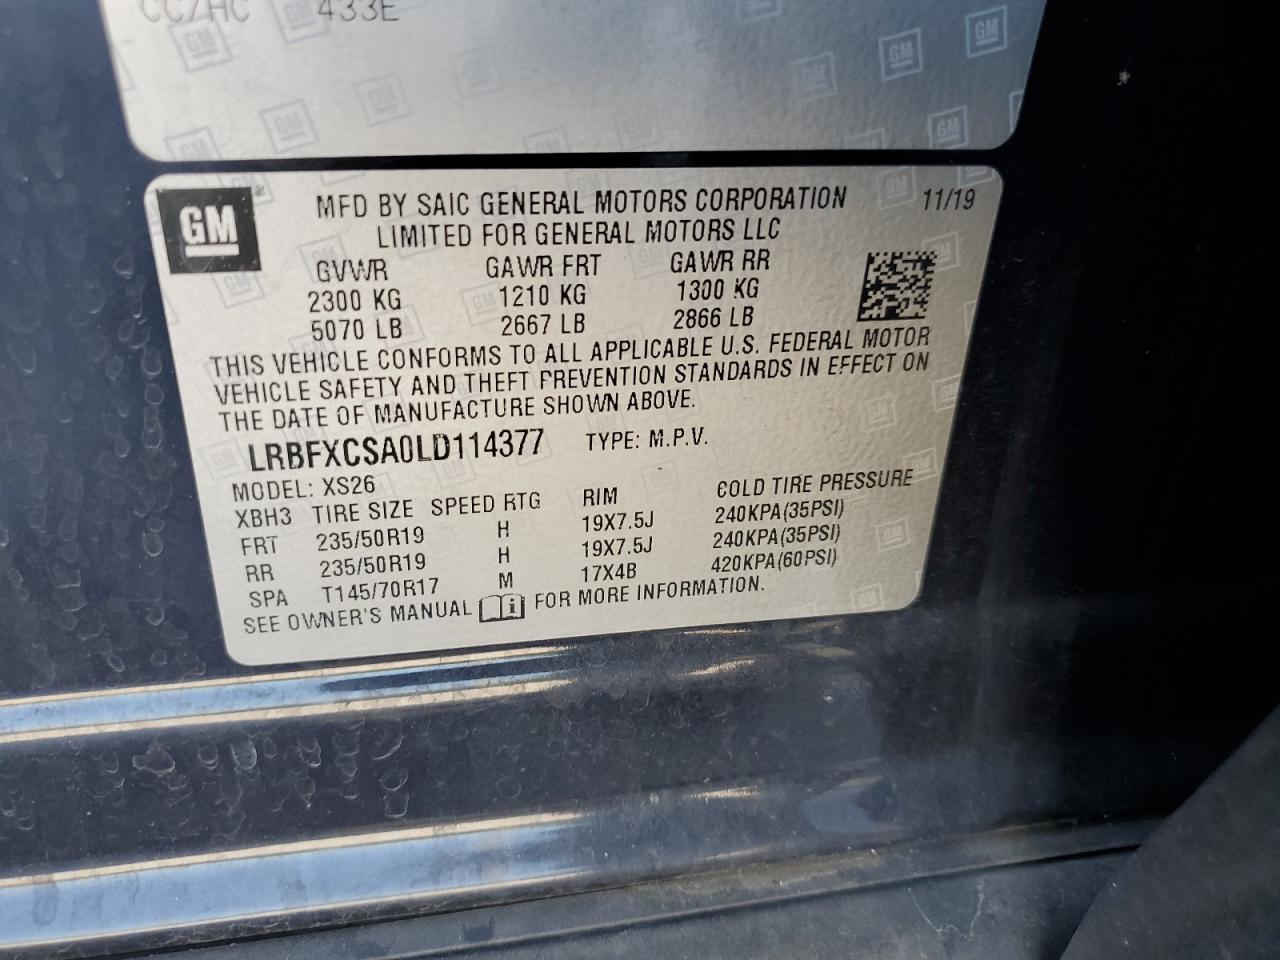 CC7HC 433E
GM
MFD BY SAIC GENERAL MOTORS CORPORATION 11/19
LIMITED FOR GENERAL MOTORS LLC
GVWR GAWR FRT GAWR RR
2300 KG 1210 KG 1300 KG
5070 LB 2667 LB 2866 LB
THIS VEHICLE CONFORMS TO ALL APPLICABLE U.S. FEDERAL MOTOR
VEHICLE SAFETY AND THEFT PREVENTION STANDARDS IN EFFECT ON
THE DATE OF MANUFACTURE SHOWN ABOVE.
LRBFXCSA0LD114377 TYPE: M.P.V.
MODEL: XS26
XBH3 TIRE SIZE SPEED RTG RIM COLD TIRE PRESSURE
FRT 235/50R19 H 19X7.5J 240KPA(35PSI)
RR 235/50R19 H 19X7.5J 240KPA(35PSI)
SPA T145/70R17 M 17X4B 420KPA(60PSI)
SEE OWNER'S MANUAL FOR MORE INFORMATION.